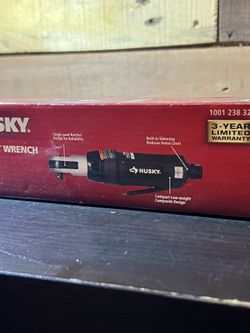 SKY.
1001 238 32
3-YEAR
LIMITED
WARRANTY
T WRENCH
Single-pawl Ratchet
Design for Reliability
Built-in Silencing
Reduces Noise Level
HUSKY
Compact Low-weight
Composite Design